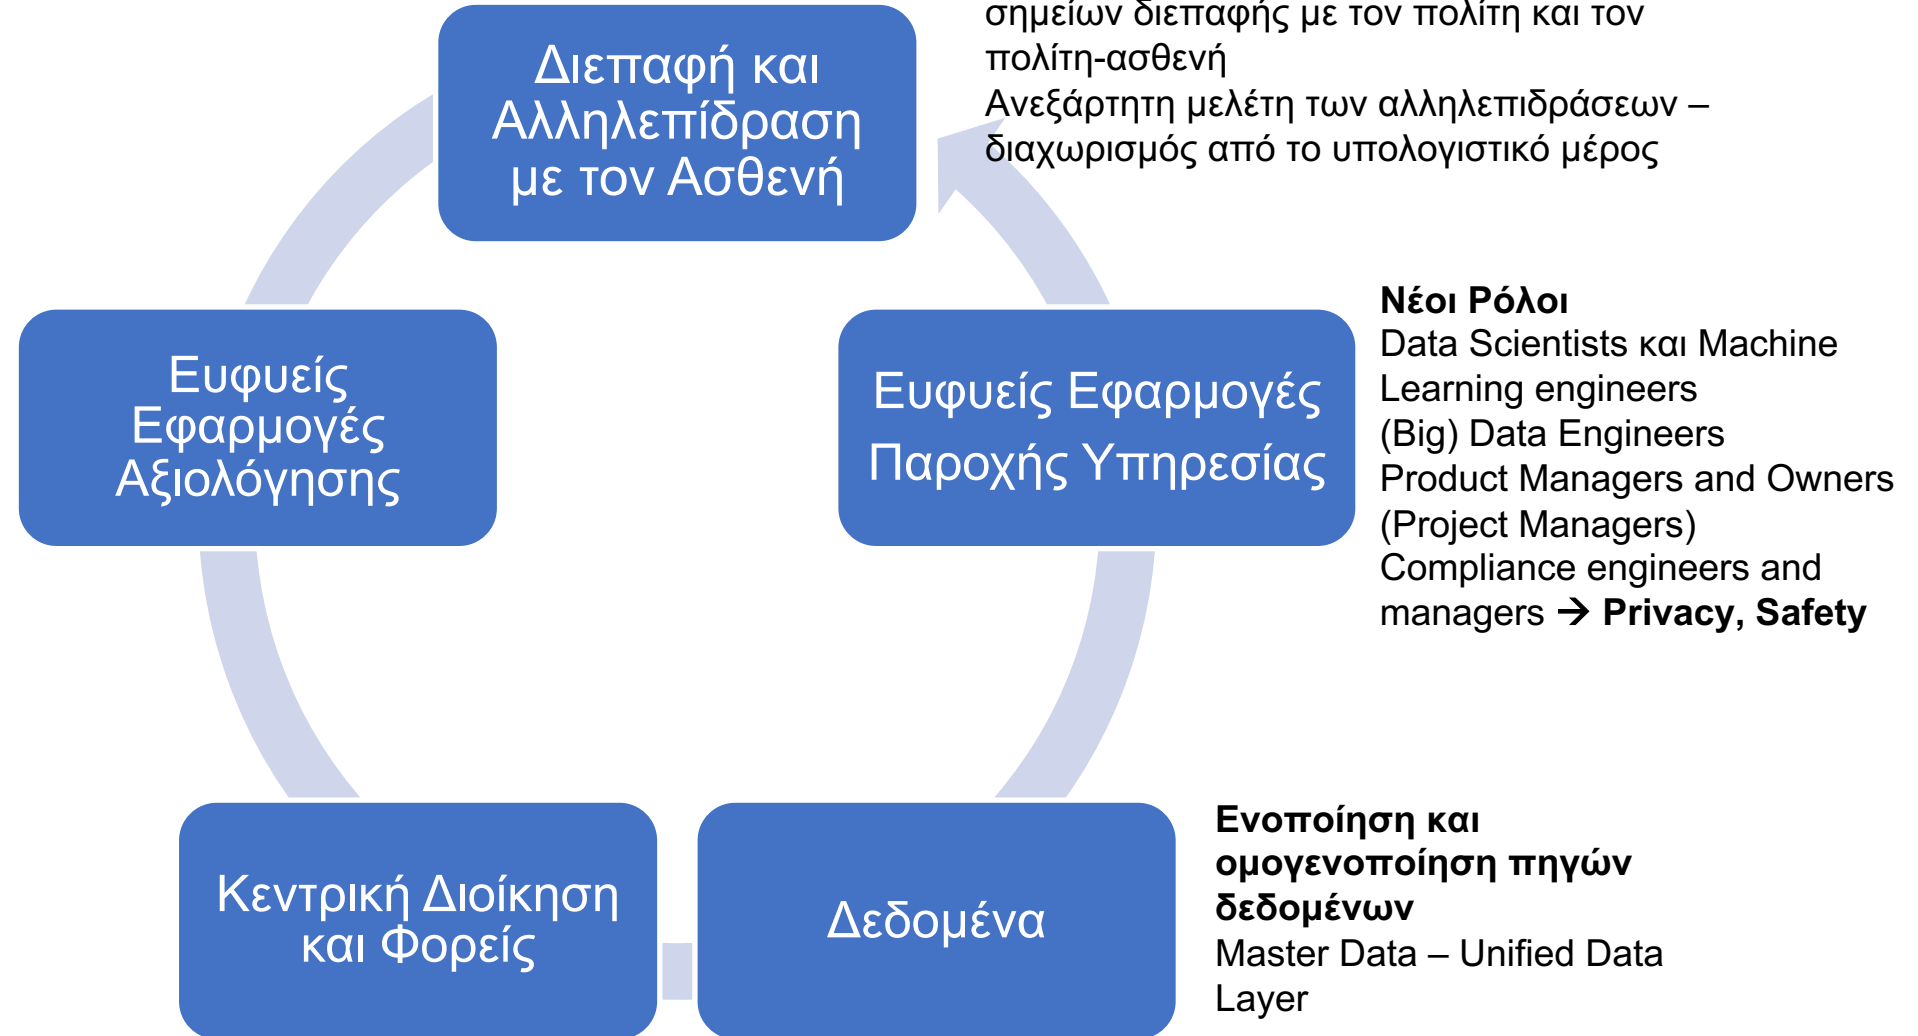 σημείων διεπαφής με τον πολίτη και τον
πολίτη-ασθενή
Ανεξάρτητη μελέτη των αλληλεπιδράσεων –
διαχωρισμός από το υπολογιστικό μέρος
Διεπαφή και
Αλληλεπίδραση
με τον Ασθενή
Ευφυείς
Εφαρμογές
Αξιολόγησης
Ευφυείς Εφαρμογές
Παροχής Υπηρεσίας
Νέοι Ρόλοι
Data Scientists και Machine
Learning engineers
(Big) Data Engineers
Product Managers and Owners
(Project Managers)
Compliance engineers and
managers → Privacy, Safety
Κεντρική Διοίκηση
και Φορείς
Δεδομένα
Ενοποίηση και
ομογενοποίηση πηγών
δεδομένων
Master Data – Unified Data
Layer